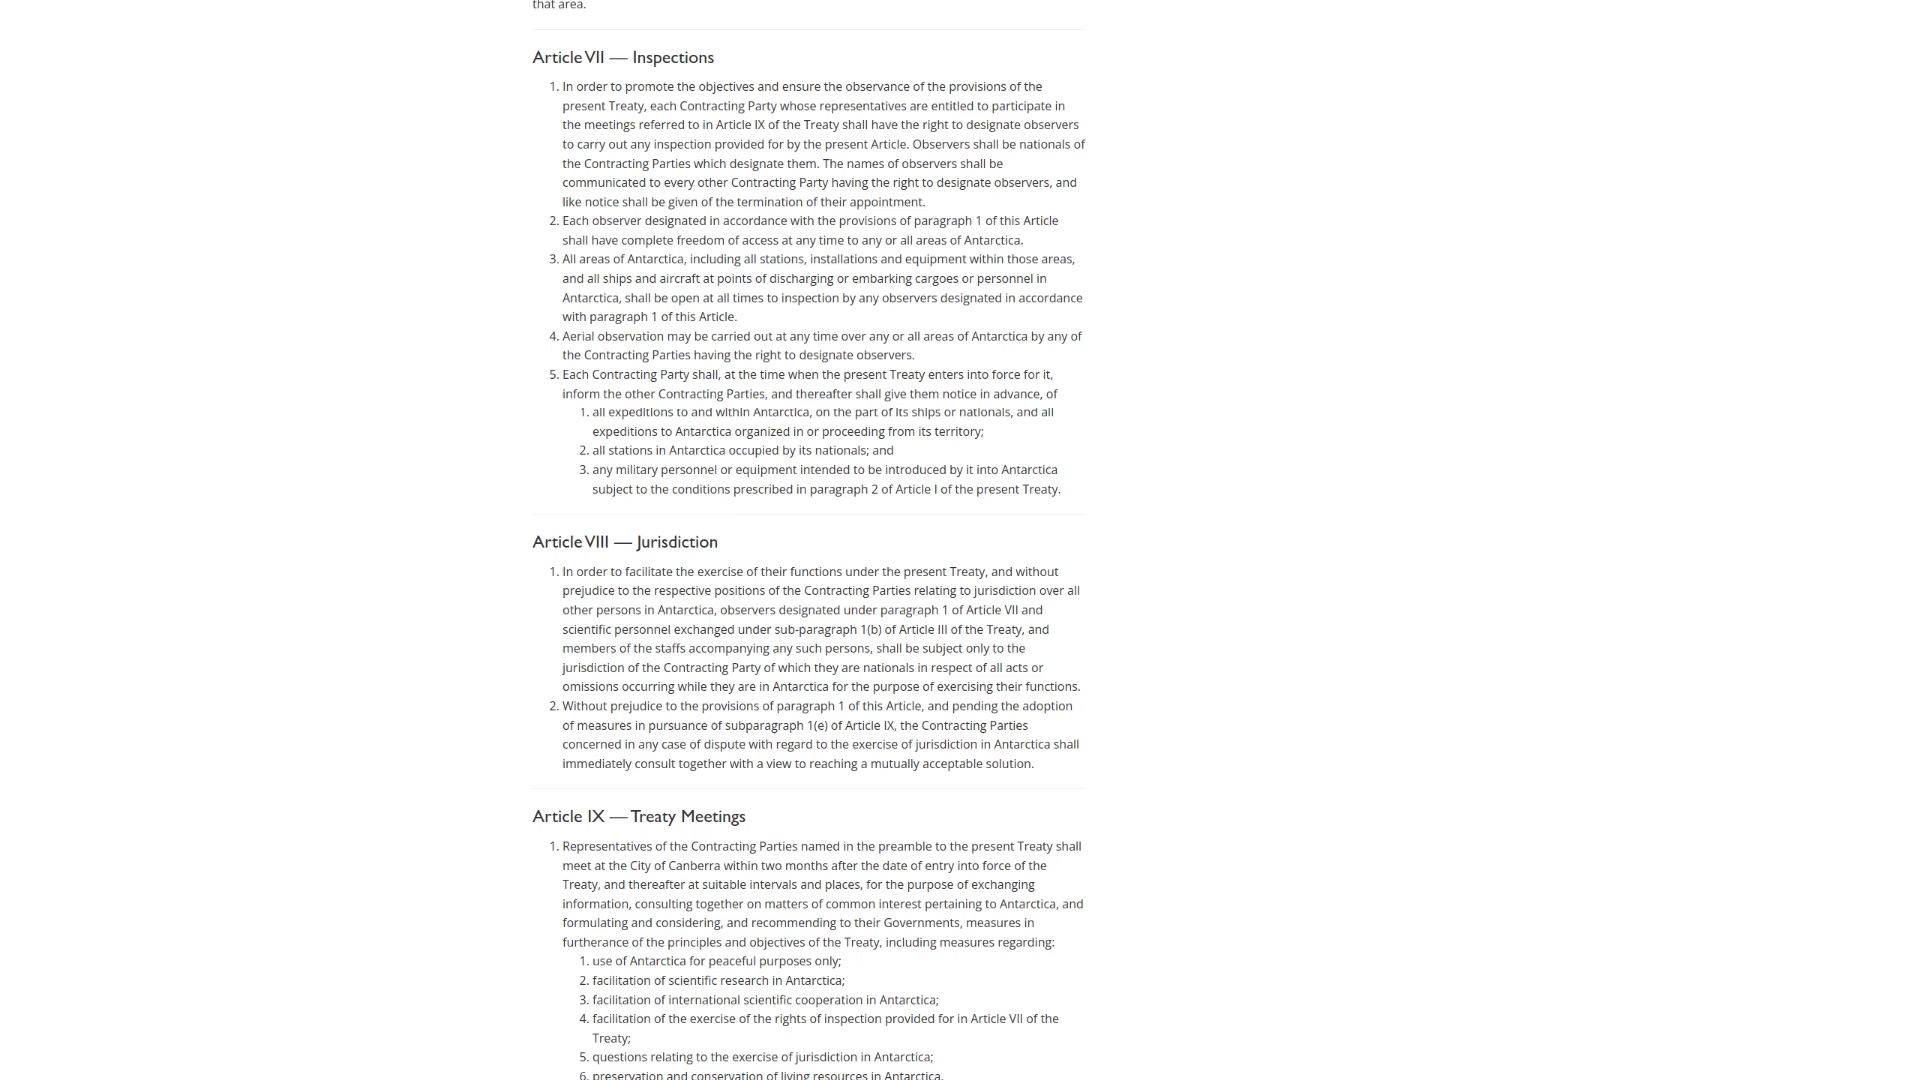 that area.
Article VII — Inspections
1. In order to promote the objectives and ensure the observance of the provisions of the
present Treaty, each Contracting Party whose representatives are entitled to participate in
the meetings referred to in Article IX of the Treaty shall have the right to designate observers
to carry out any inspection provided for by the present Article. Observers shall be nationals of
the Contracting Parties which designate them. The names of observers shall be
communicated to every other Contracting Party having the right to designate observers, and
like notice shall be given of the termination of their appointment.
2. Each observer designated in accordance with the provisions of paragraph 1 of this Article
shall have complete freedom of access at any time to any or all areas of Antarctica.
3. All areas of Antarctica, including all stations, installations and equipment within those areas,
and all ships and aircraft at points of discharging or embarking cargoes or personnel in
Antarctica, shall be open at all times to inspection by any observers designated in accordance
with paragraph 1 of this Article.
4. Aerial observation may be carried out at any time over any or all areas of Antarctica by any of
the Contracting Parties having the right to designate observers.
5. Each Contracting Party shall, at the time when the present Treaty enters into force for it,
inform the other Contracting Parties, and thereafter shall give them notice in advance, of
1. all expeditions to and within Antarctica, on the part of its ships or nationals, and all
expeditions to Antarctica organized in or proceeding from its territory;
2. all stations in Antarctica occupied by its nationals; and
3. any military personnel or equipment intended to be introduced by it into Antarctica
subject to the conditions prescribed in paragraph 2 of Article I of the present Treaty.
Article VIII — Jurisdiction
1. In order to facilitate the exercise of their functions under the present Treaty, and without
prejudice to the respective positions of the Contracting Parties relating to jurisdiction over all
other persons in Antarctica, observers designated under paragraph 1 of Article VII and
scientific personnel exchanged under sub-paragraph 1(b) of Article III of the Treaty, and
members of the staffs accompanying any such persons, shall be subject only to the
jurisdiction of the Contracting Party of which they are nationals in respect of all acts or
omissions occurring while they are in Antarctica for the purpose of exercising their functions.
2. Without prejudice to the provisions of paragraph 1 of this Article, and pending the adoption
of measures in pursuance of subparagraph 1(e) of Article IX, the Contracting Parties
concerned in any case of dispute with regard to the exercise of jurisdiction in Antarctica shall
immediately consult together with a view to reaching a mutually acceptable solution.
Article IX — Treaty Meetings
1. Representatives of the Contracting Parties named in the preamble to the present Treaty shall
meet at the City of Canberra within two months after the date of entry into force of the
Treaty, and thereafter at suitable intervals and places, for the purpose of exchanging
information, consulting together on matters of common interest pertaining to Antarctica, and
formulating and considering, and recommending to their Governments, measures in
furtherance of the principles and objectives of the Treaty, including measures regarding:
1. use of Antarctica for peaceful purposes only;
2. facilitation of scientific research in Antarctica;
3. facilitation of international scientific cooperation in Antarctica;
4. facilitation of the exercise of the rights of inspection provided for in Article VII of the
Treaty;
5. questions relating to the exercise of jurisdiction in Antarctica;
6. preservation and conservation of living resources in Antarctica.